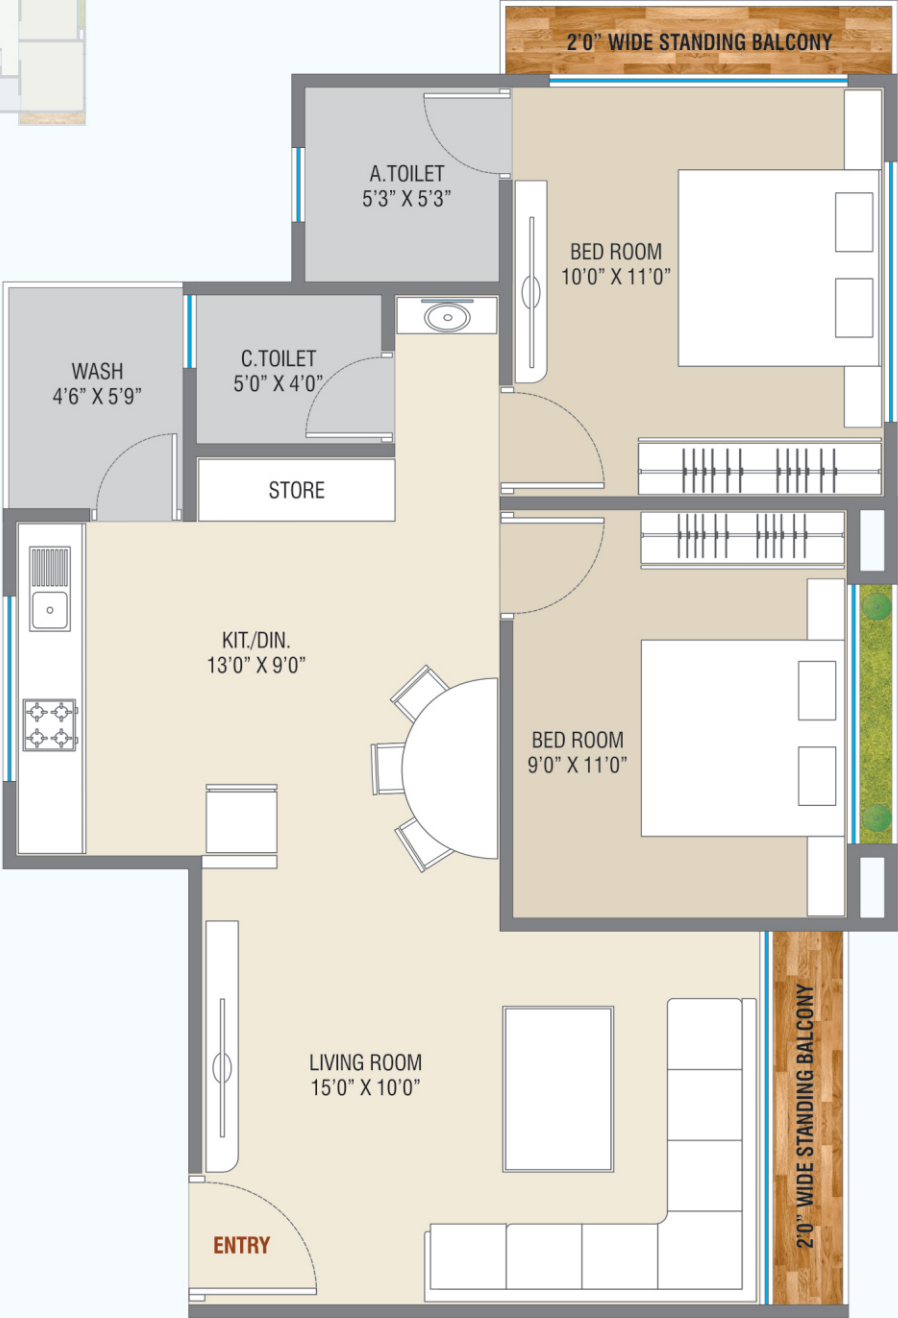 2’0” WIDE STANDING BALCONY
A.TOILET
5’3” X 5’3”
BED ROOM
10’0” X 11’0”
WASH
4’6” X 5’9”
C.TOILET
5’0” X 4’0”
STORE
KIT./DIN.
13’0” X 9’0”
BED ROOM
9’0” X 11’0”
LIVING ROOM
15’0” X 10’0”
2’0” WIDE STANDING BALCONY
ENTRY